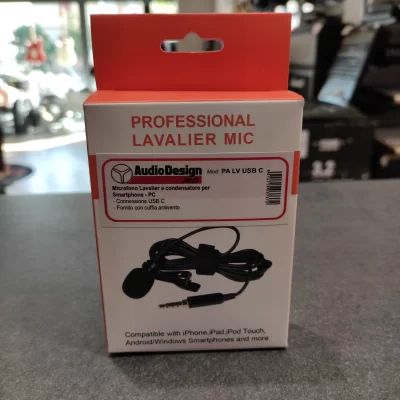 PROFESSIONAL
LAVALIER MIC
AudioDesign
PRO
Mod: PA LV USB C
Microfono Lavalier a condensatore per
Smartphone - PC
- Connessione USB C
- Fornito con cuffia antivento
Compatible with iPhone,iPad,iPod Touch,
Android/Windows Smartphones and more